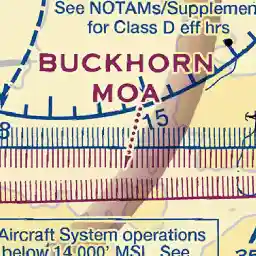 See NOTAMs/Supplemen
for Class D eff hrs
BUCKHORN
MOA
15
8
Aircraft System operations
below 14,000' MSL. See